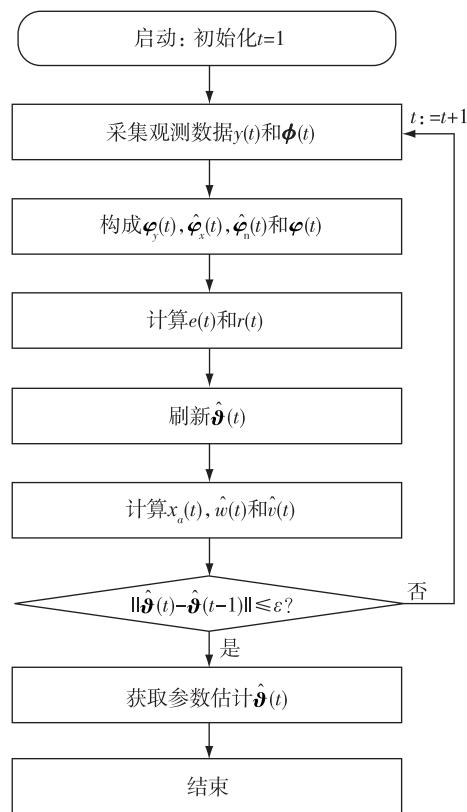 启动: 初始化t=1
t:=t+1
采集观测数据y(t)和ϕ(t)
构成φ_y(t), φ̂_x(t), φ̂_n(t)和φ(t)
计算e(t)和r(t)
刷新ϑ̂(t)
计算x_a(t), ŵ(t)和v̂(t)
‖ϑ̂(t)-ϑ̂(t-1)‖≤ε?
否
是
获取参数估计ϑ̂(t)
结束